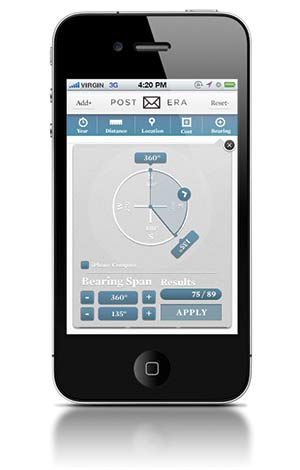 VIRGIN 3G 4:20 PM
Add+ POST ERA Reset-
Year Distance Location Cost Bearing
360°
N
W E
S
135°
iPhone Compass
Bearing Span Results
- 360° + 75 / 89
- 135° + APPLY